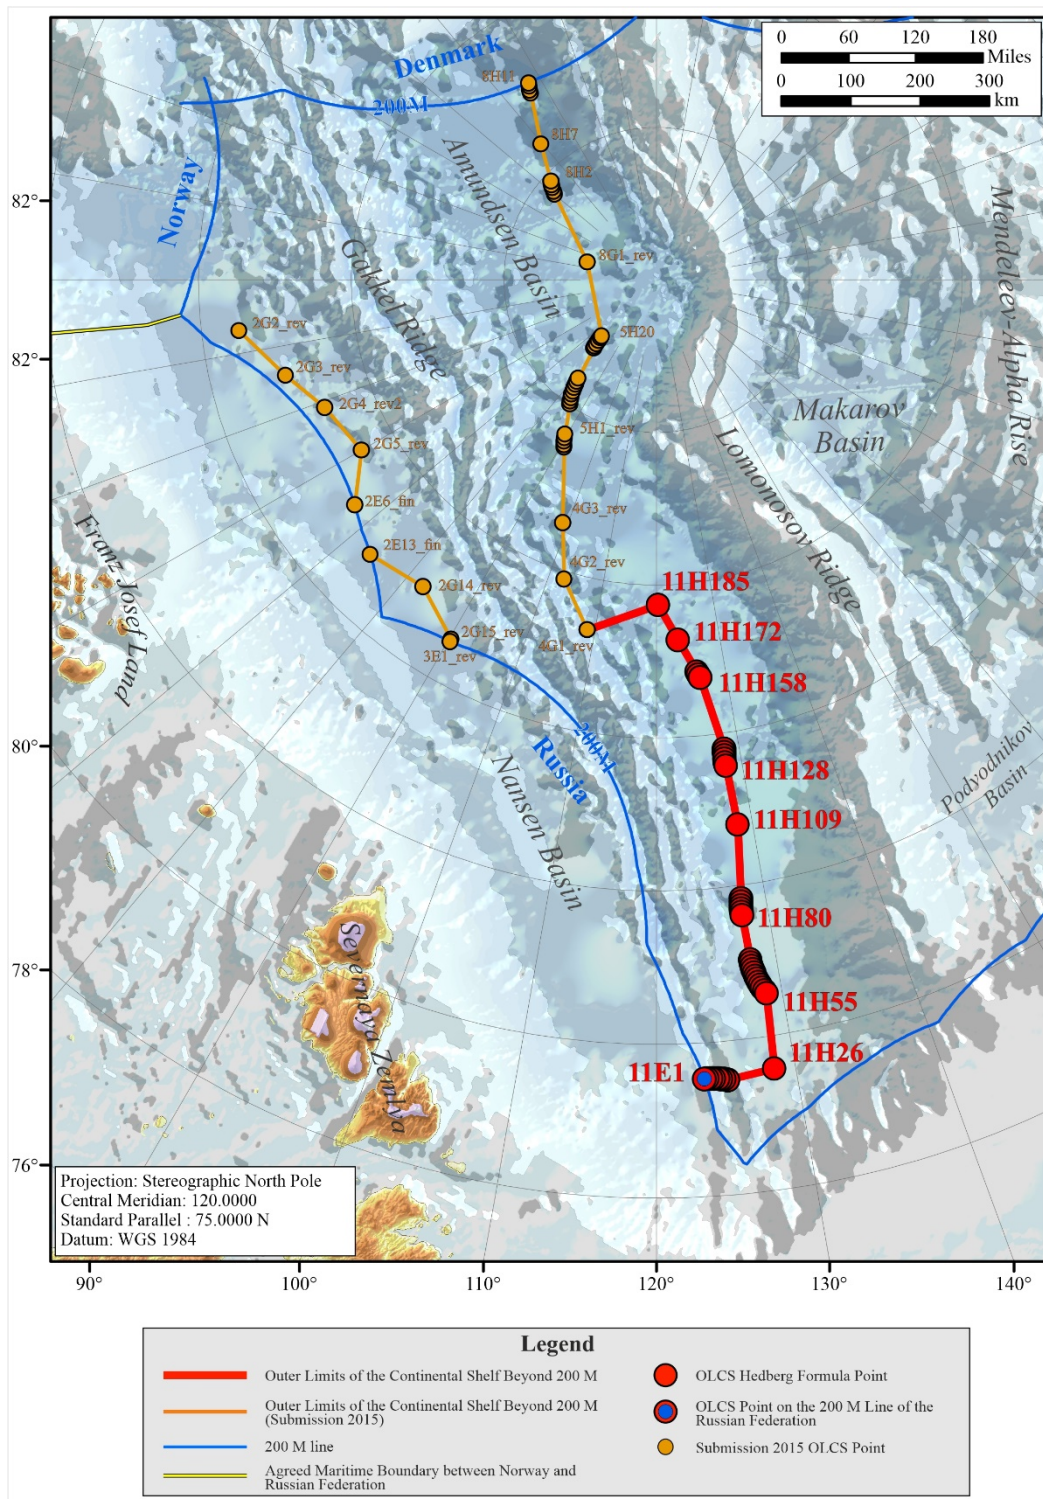 0 60 120 180
Miles
0 100 200 300
km
Denmark
200M
Norway
8H11
8H7
8H2
8G1_rev
5H20
5H1_rev
4G3_rev
4G2_rev
4G1_rev
Amundsen Basin
Gakkel Ridge
Mendeleev-Alpha Rise
Makarov
Basin
Lomonosov Ridge
Podyodnikov
Basin
2G2_rev
2G3_rev
2G4_rev2
2G5_rev
2E6_fin
2E13_fin
2G14_rev
2G15_rev
3E1_rev
Franz Josef Land
Nansen Basin
Russia
200M
Severnaya Zemlya
11H185
11H172
11H158
11H128
11H109
11H80
11H55
11H26
11E1
82°
82°
80°
78°
76°
Projection: Stereographic North Pole
Central Meridian: 120.0000
Standard Parallel : 75.0000 N
Datum: WGS 1984
90° 100° 110° 120° 130° 140°
Legend
Outer Limits of the Continental Shelf Beyond 200 M
Outer Limits of the Continental Shelf Beyond 200 M
(Submission 2015)
200 M line
Agreed Maritime Boundary between Norway and
Russian Federation
OLCS Hedberg Formula Point
OLCS Point on the 200 M Line of the
Russian Federation
Submission 2015 OLCS Point